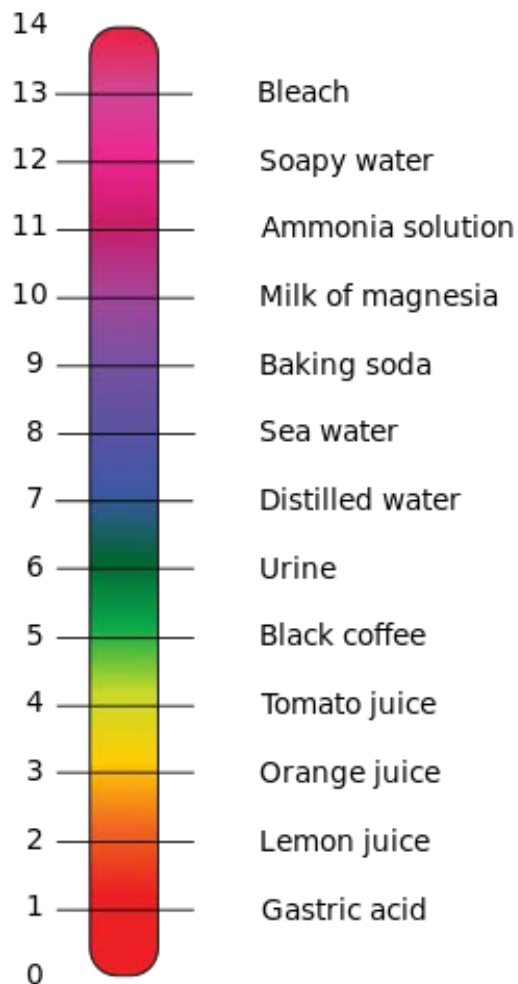 14
13 Bleach
12 Soapy water
11 Ammonia solution
10 Milk of magnesia
9 Baking soda
8 Sea water
7 Distilled water
6 Urine
5 Black coffee
4 Tomato juice
3 Orange juice
2 Lemon juice
1 Gastric acid
0